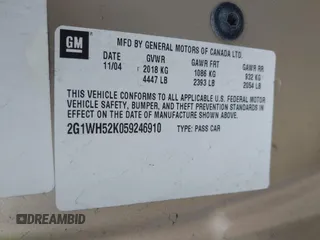 GM
MFD BY GENERAL MOTORS OF CANADA LTD.
DATE GVWR GAWR FRT GAWR RR
11/04 2018 KG 1086 KG 932 KG
4447 LB 2393 LB 2054 LB
THIS VEHICLE CONFORMS TO ALL APPLICABLE U.S. FEDERAL MOTOR
VEHICLE SAFETY, BUMPER, AND THEFT PREVENTION STANDARDS
IN EFFECT ON THE DATE OF MANUFACTURE SHOWN ABOVE.
2G1WH52K059246910 TYPE: PASS CAR
DREAMBID